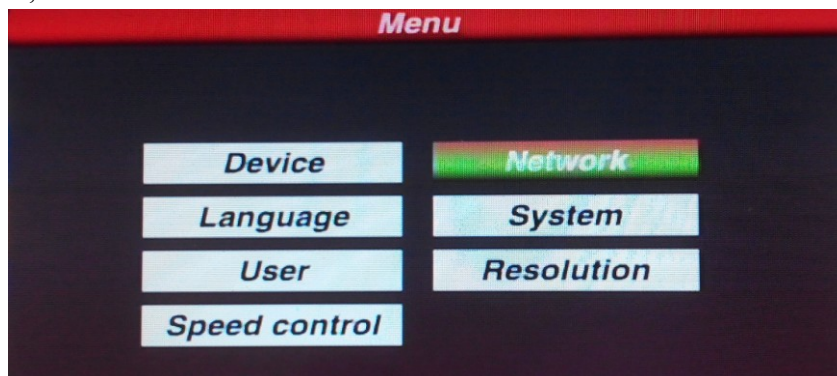 Menu
Device
Network
Language
System
User
Resolution
Speed control